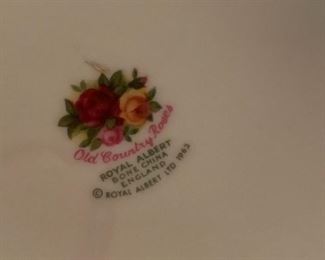 Old Country Roses
ROYAL ALBERT
BONE CHINA
ENGLAND
© ROYAL ALBERT LTD 1962